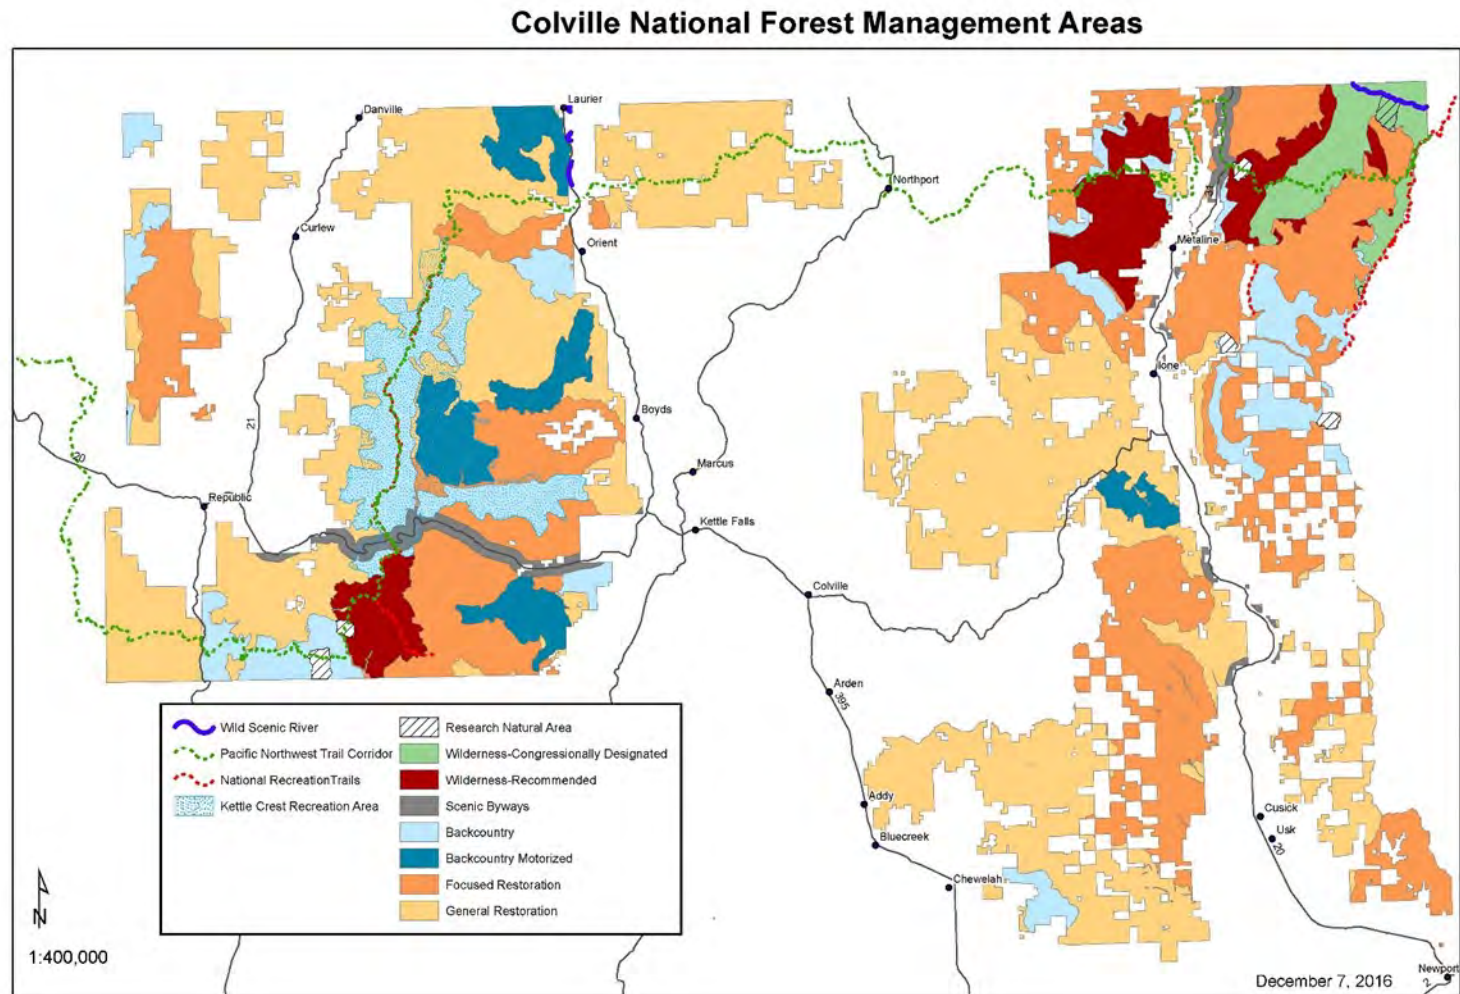 Colville National Forest Management Areas
Laurier
Danville
Northport
31
Curlew
Orient
Metaline
Ione
21
Boyds
20
Marcus
Republic
Kettle Falls
Colville
Arden
395
Addy
Bluecreek
Chewelah
Cusick
Usk
20
Newport
2
Wild Scenic River
Pacific Northwest Trail Corridor
National RecreationTrails
Kettle Crest Recreation Area
Research Natural Area
Wilderness-Congressionally Designated
Wilderness-Recommended
Scenic Byways
Backcountry
Backcountry Motorized
Focused Restoration
General Restoration
N
1:400,000
December 7, 2016